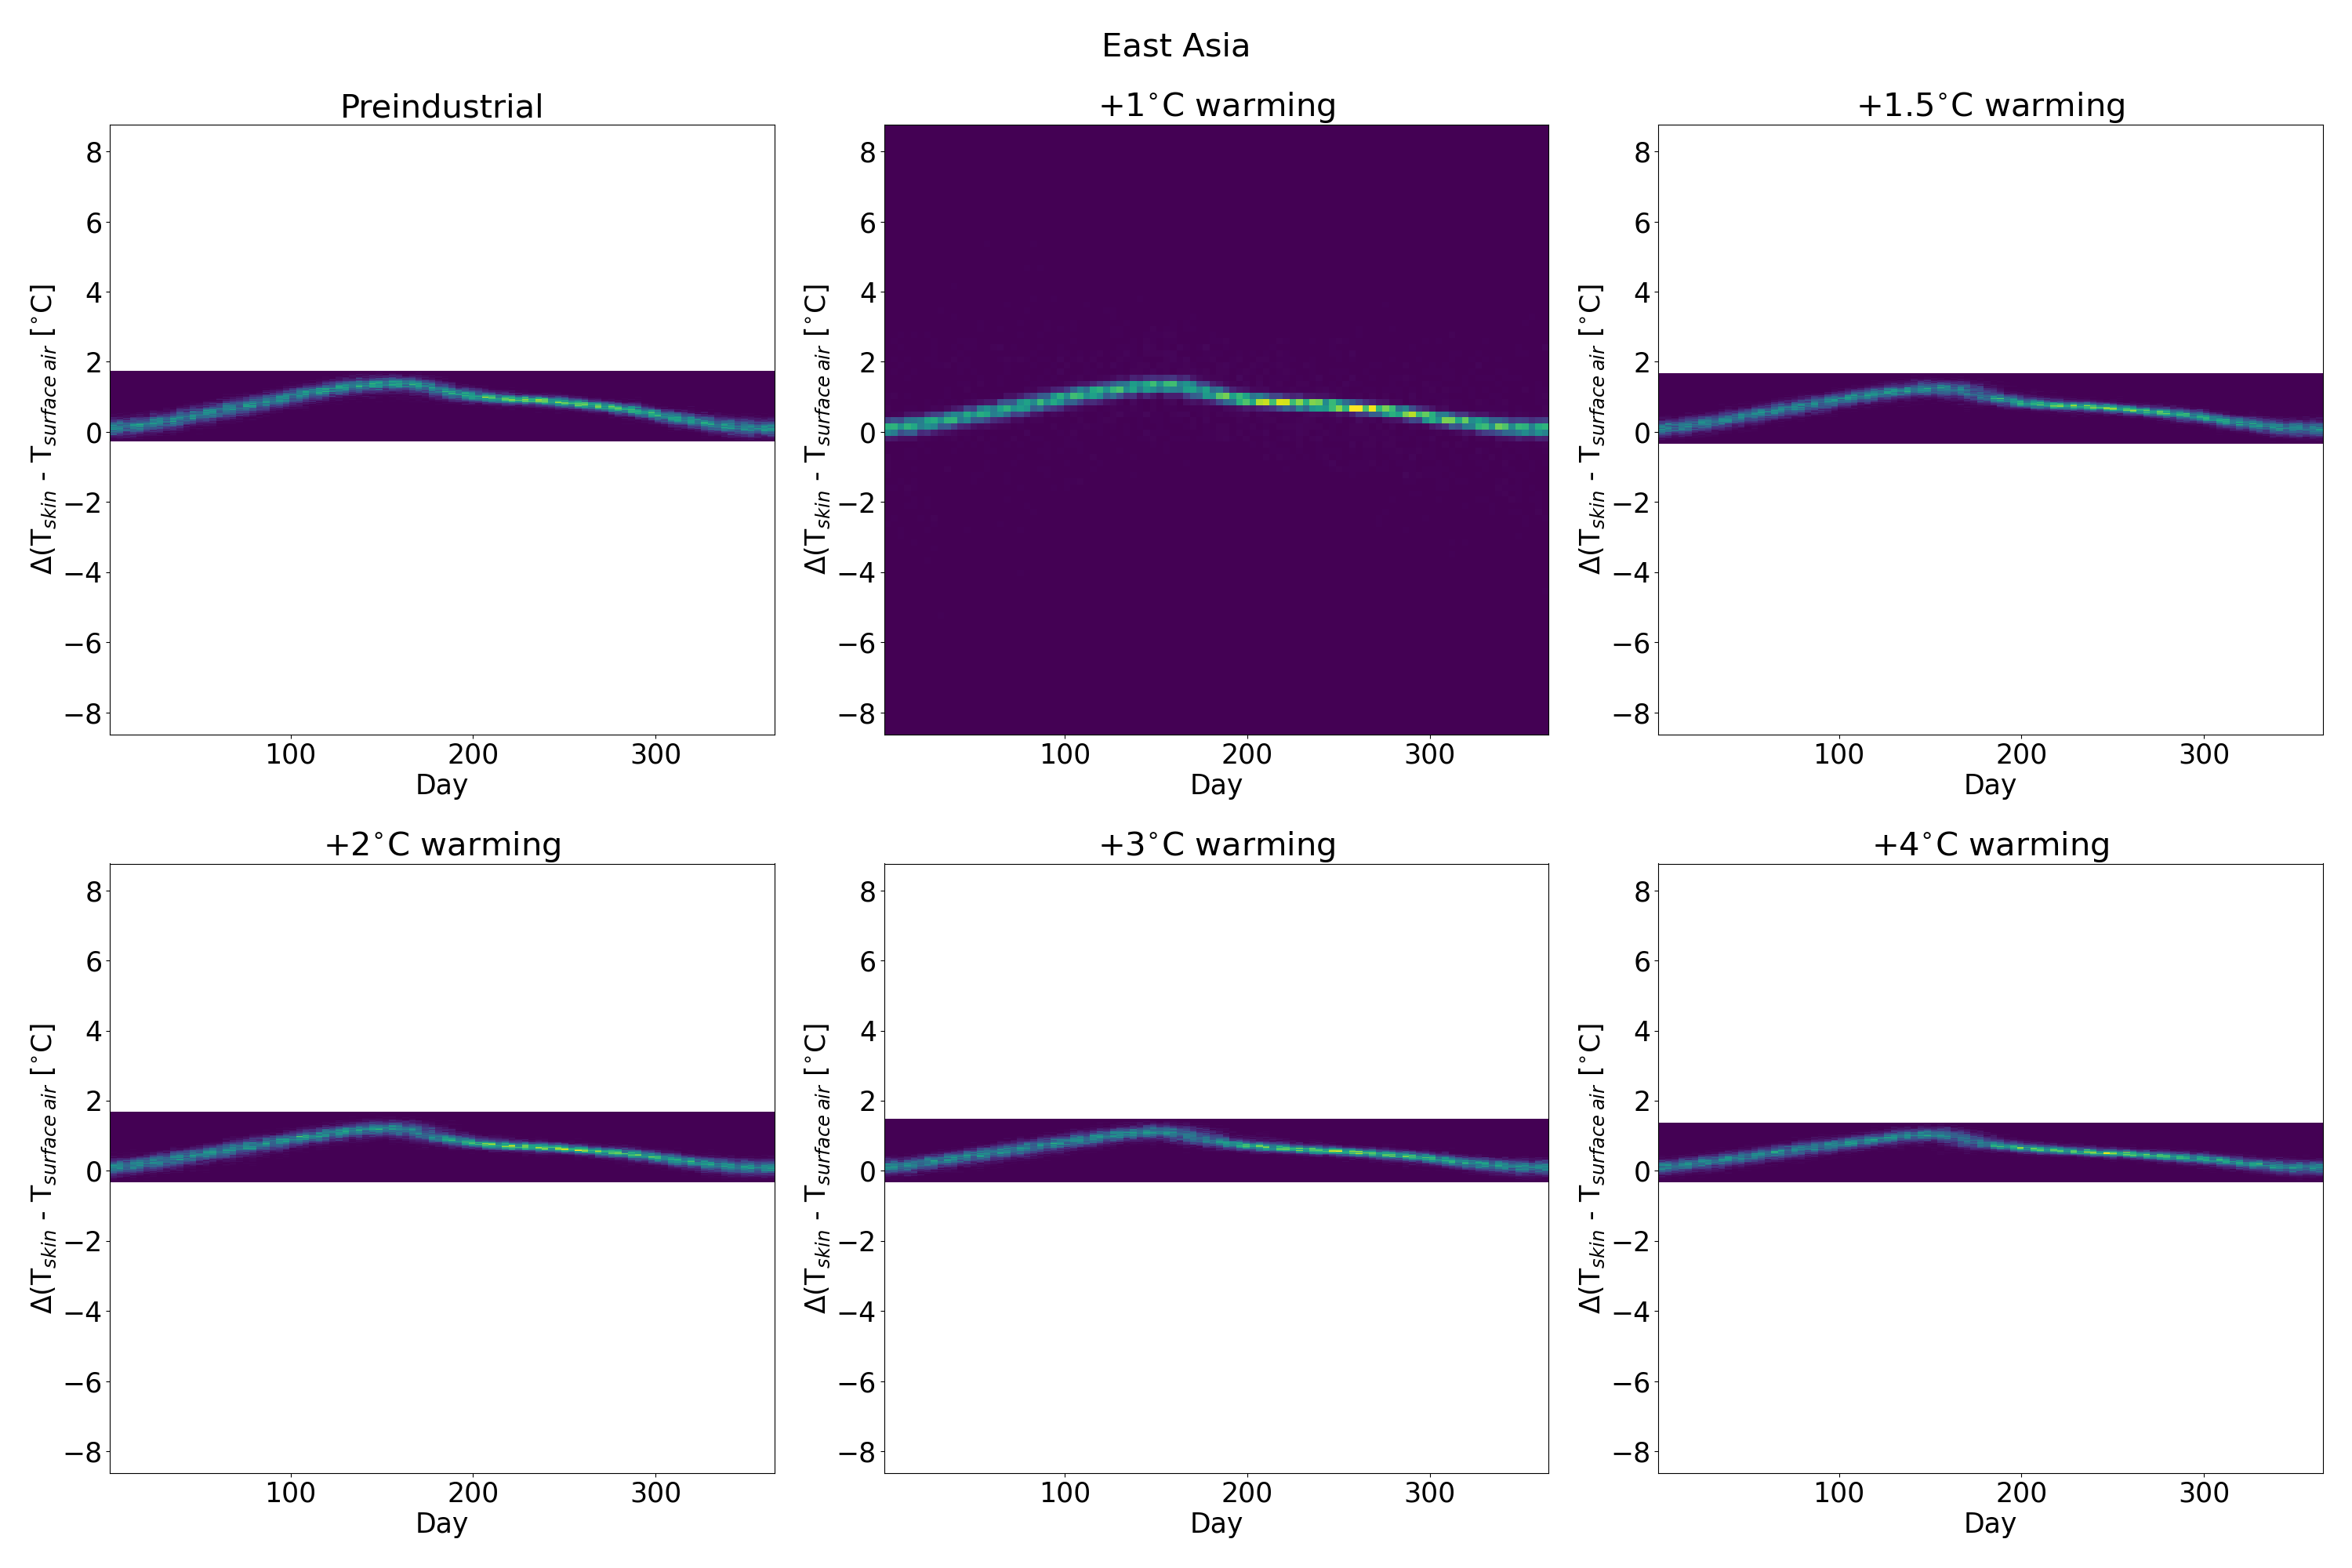 East Asia
Preindustrial
+1°C warming
+1.5°C warming
8
6
4
2
0
−2
−4
−6
−8
Δ(T_skin - T_surface air [°C]
100 200 300
Day
8
6
4
2
0
−2
−4
−6
−8
Δ(T_skin - T_surface air [°C]
100 200 300
Day
8
6
4
2
0
−2
−4
−6
−8
Δ(T_skin - T_surface air [°C]
100 200 300
Day
+2°C warming
+3°C warming
+4°C warming
8
6
4
2
0
−2
−4
−6
−8
Δ(T_skin - T_surface air [°C]
100 200 300
Day
8
6
4
2
0
−2
−4
−6
−8
Δ(T_skin - T_surface air [°C]
100 200 300
Day
8
6
4
2
0
−2
−4
−6
−8
Δ(T_skin - T_surface air [°C]
100 200 300
Day